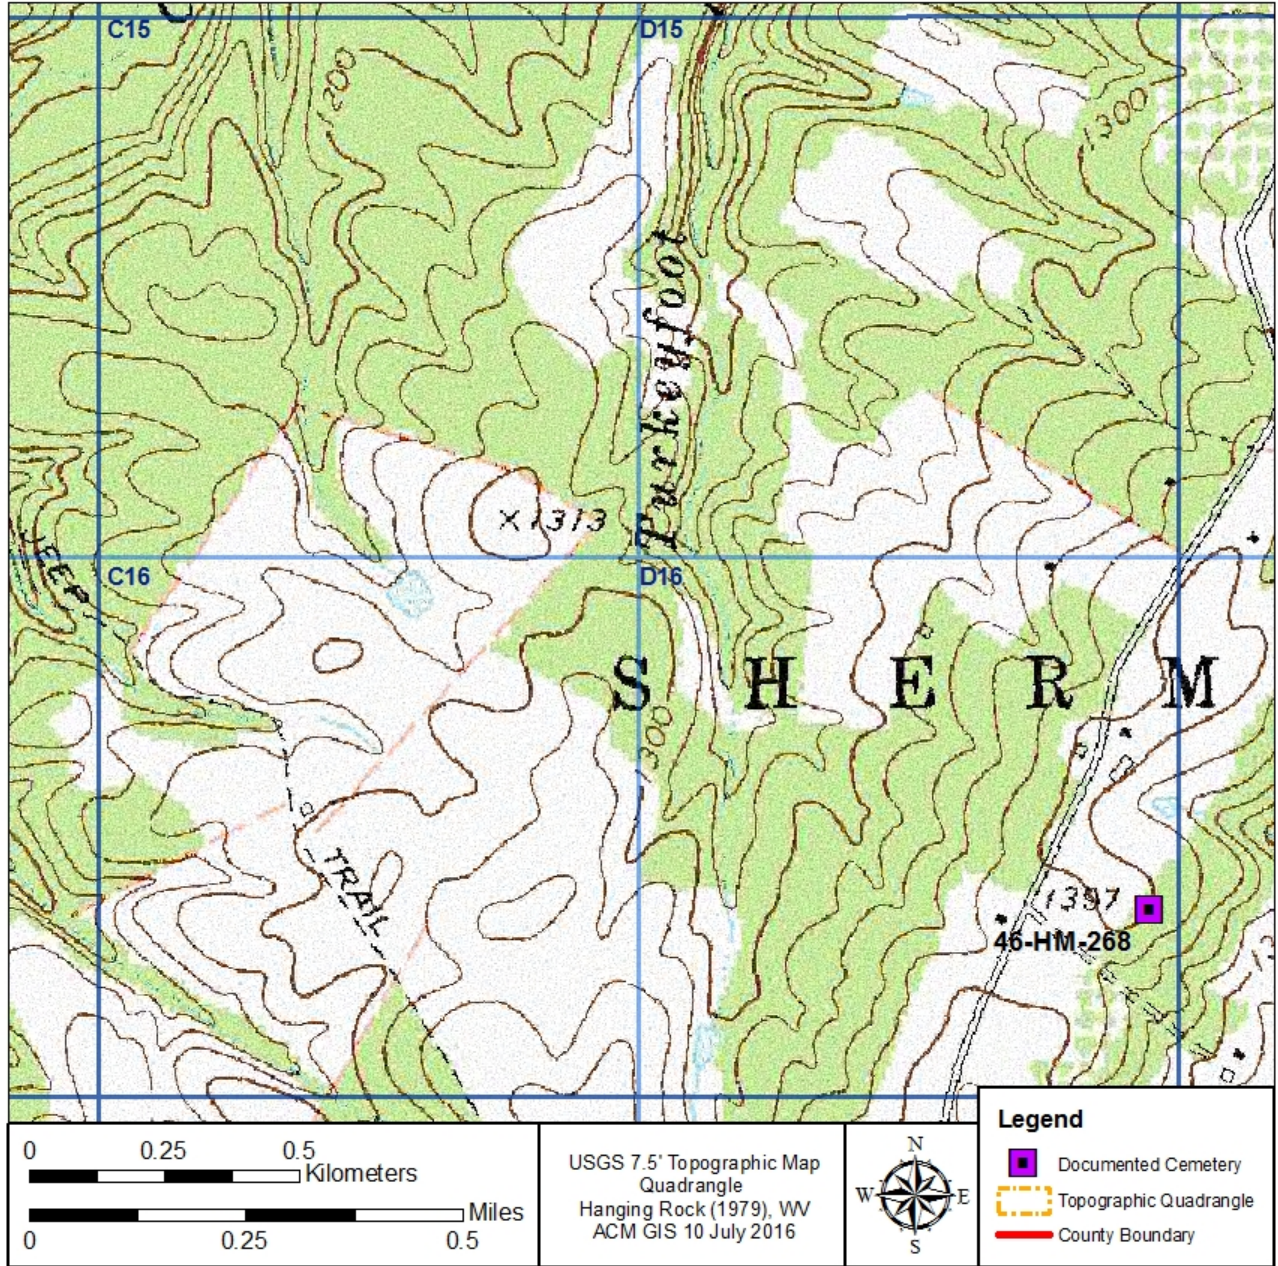 C15
D15
1200
1300
Turkeyfoot
×1313
JEEP
C16
D16
S H E R M
1300
TRAIL
1397
46-HM-268
0 0.25 0.5
Kilometers
Miles
0 0.25 0.5
USGS 7.5' Topographic Map
Quadrangle
Hanging Rock (1979), WV
ACM GIS 10 July 2016
N
W E
S
Legend
Documented Cemetery
Topographic Quadrangle
County Boundary